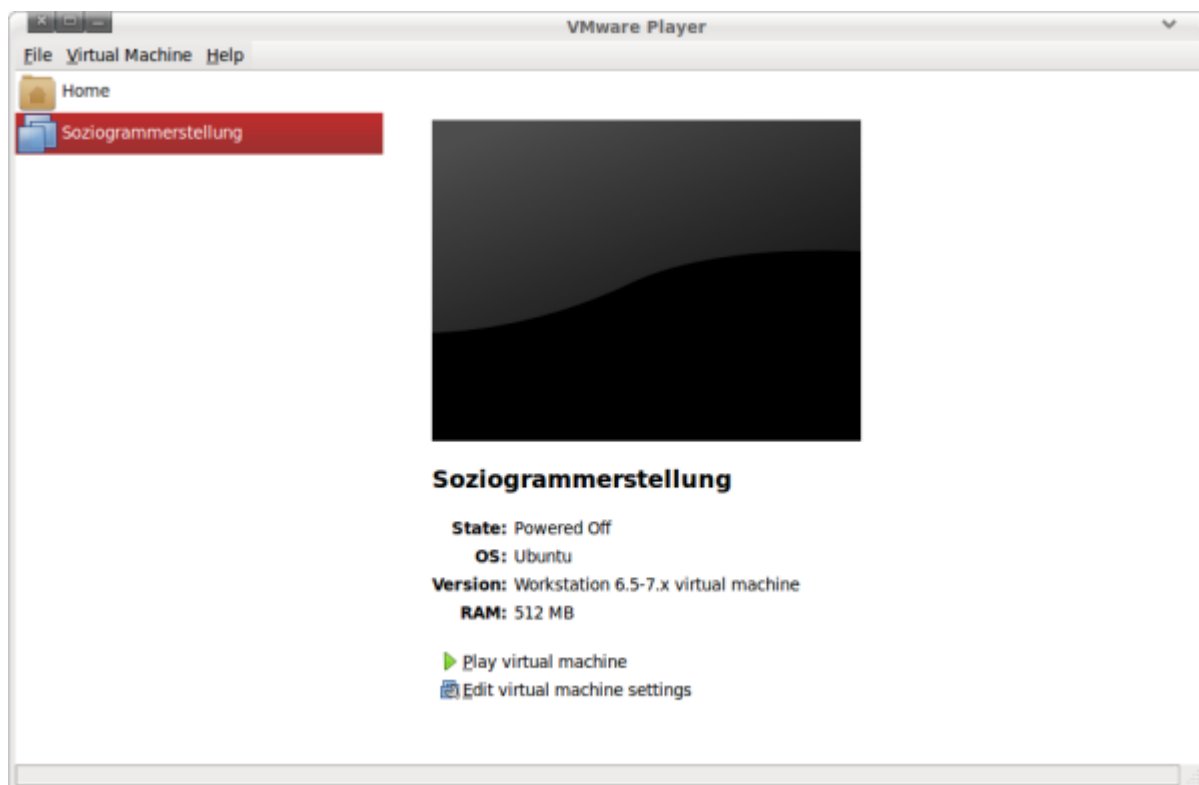 VMware Player
File Virtual Machine Help
Home
Soziogrammerstellung
Soziogrammerstellung
State: Powered Off
OS: Ubuntu
Version: Workstation 6.5-7.x virtual machine
RAM: 512 MB
Play virtual machine
Edit virtual machine settings